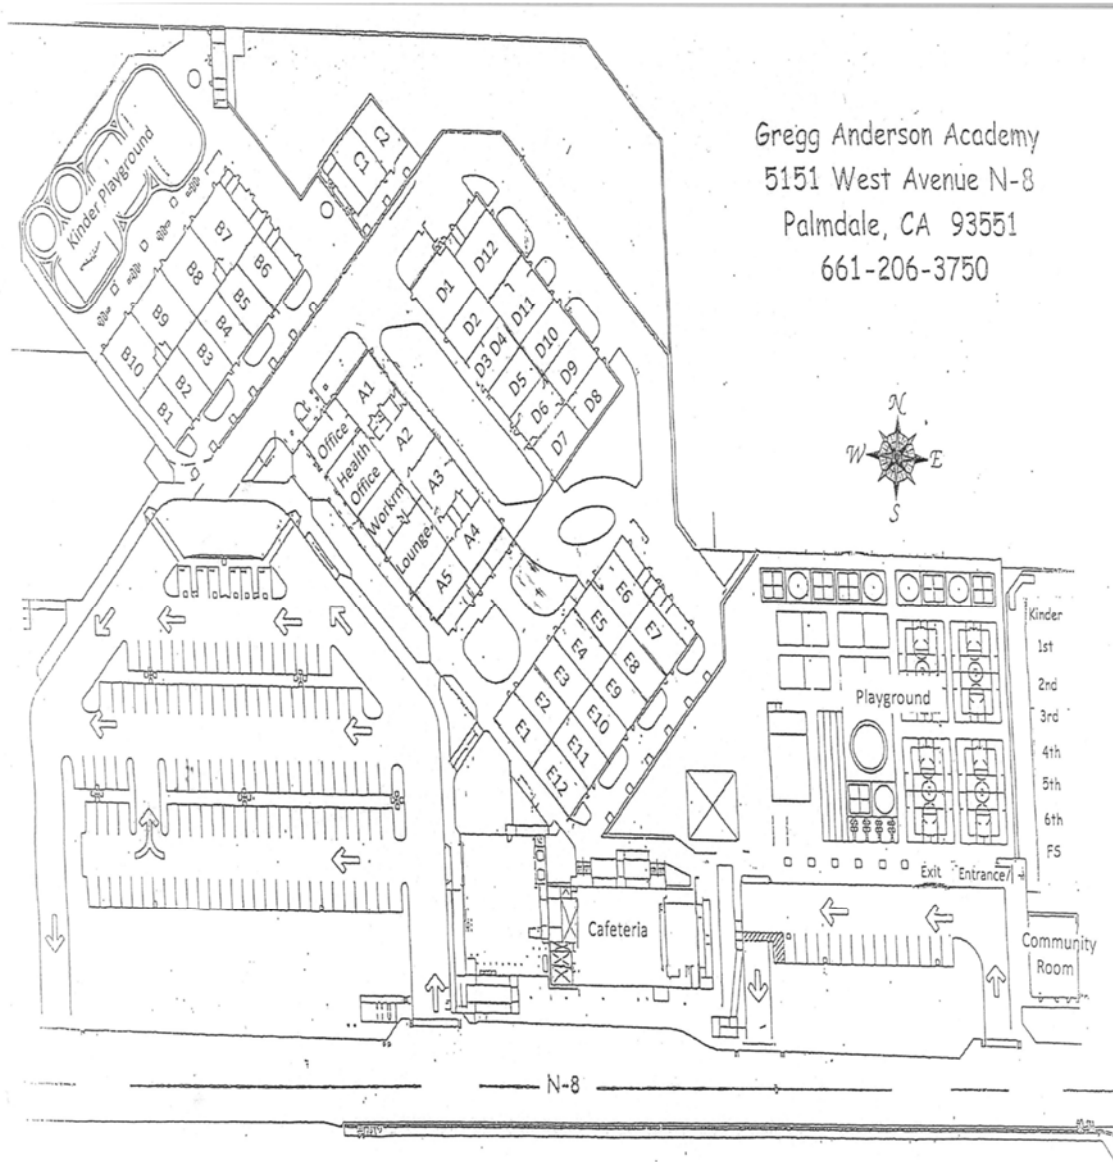 Gregg Anderson Academy
5151 West Avenue N-8
Palmdale, CA 93551
661-206-3750
C2
C1
Kinder Playground
B7
B6
B8
B5
B9
B4
B10
B3
B2
B1
D12
D1
D11
D2
D4
D3
D10
D5
D9
D6
D8
D7
A1
Office
A2
Health
Office
A3
Workrm
A4
Lounge
A5
N
W
E
S
E6
E5
E7
E4
E8
E3
E9
E2
E10
E1
E11
E12
Kinder
1st
2nd
3rd
4th
5th
6th
FS
Playground
Exit
Entrance/
Cafeteria
Community
Room
N-8